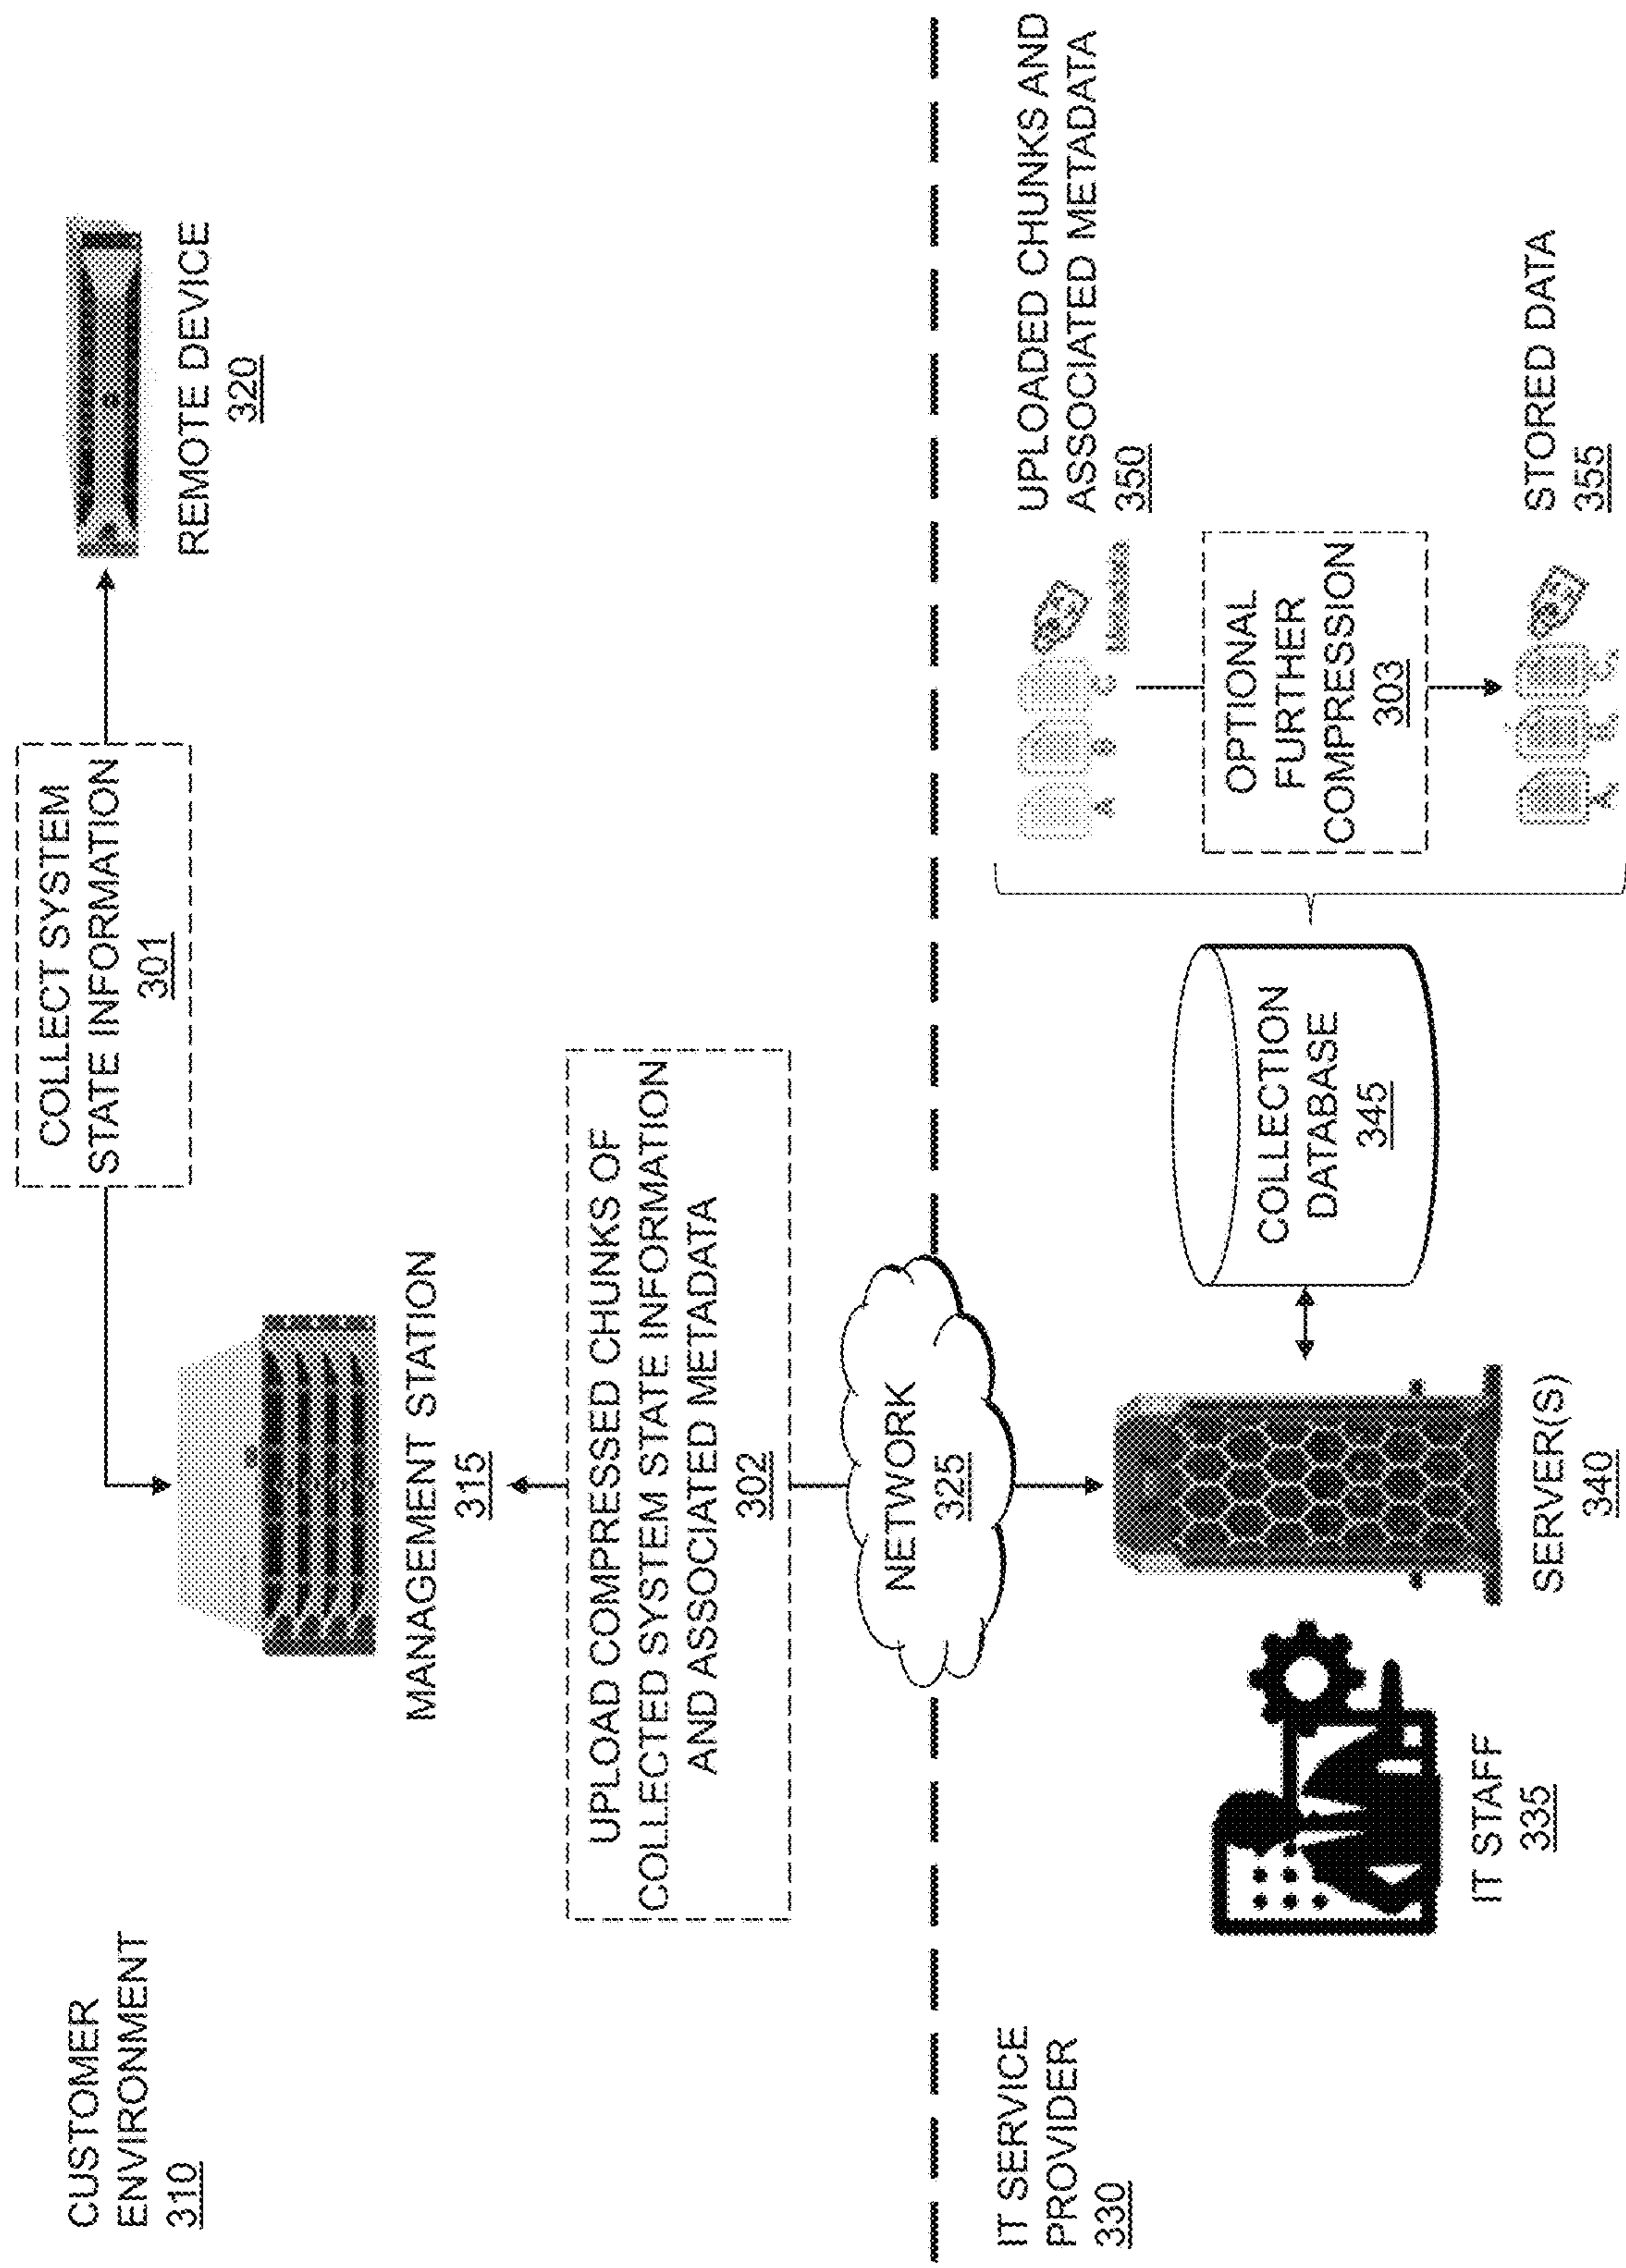 CUSTOMER
ENVIRONMENT
310
COLLECT SYSTEM
STATE INFORMATION
301
REMOTE DEVICE
320
MANAGEMENT STATION
315
UPLOAD COMPRESSED CHUNKS OF
COLLECTED SYSTEM STATE INFORMATION
AND ASSOCIATED METADATA
302
NETWORK
325
IT SERVICE
PROVIDER
330
IT STAFF
335
SERVER(S)
340
COLLECTION
DATABASE
345
UPLOADED CHUNKS AND
ASSOCIATED METADATA
350
A B C
OPTIONAL
FURTHER
COMPRESSION
303
STORED DATA
355